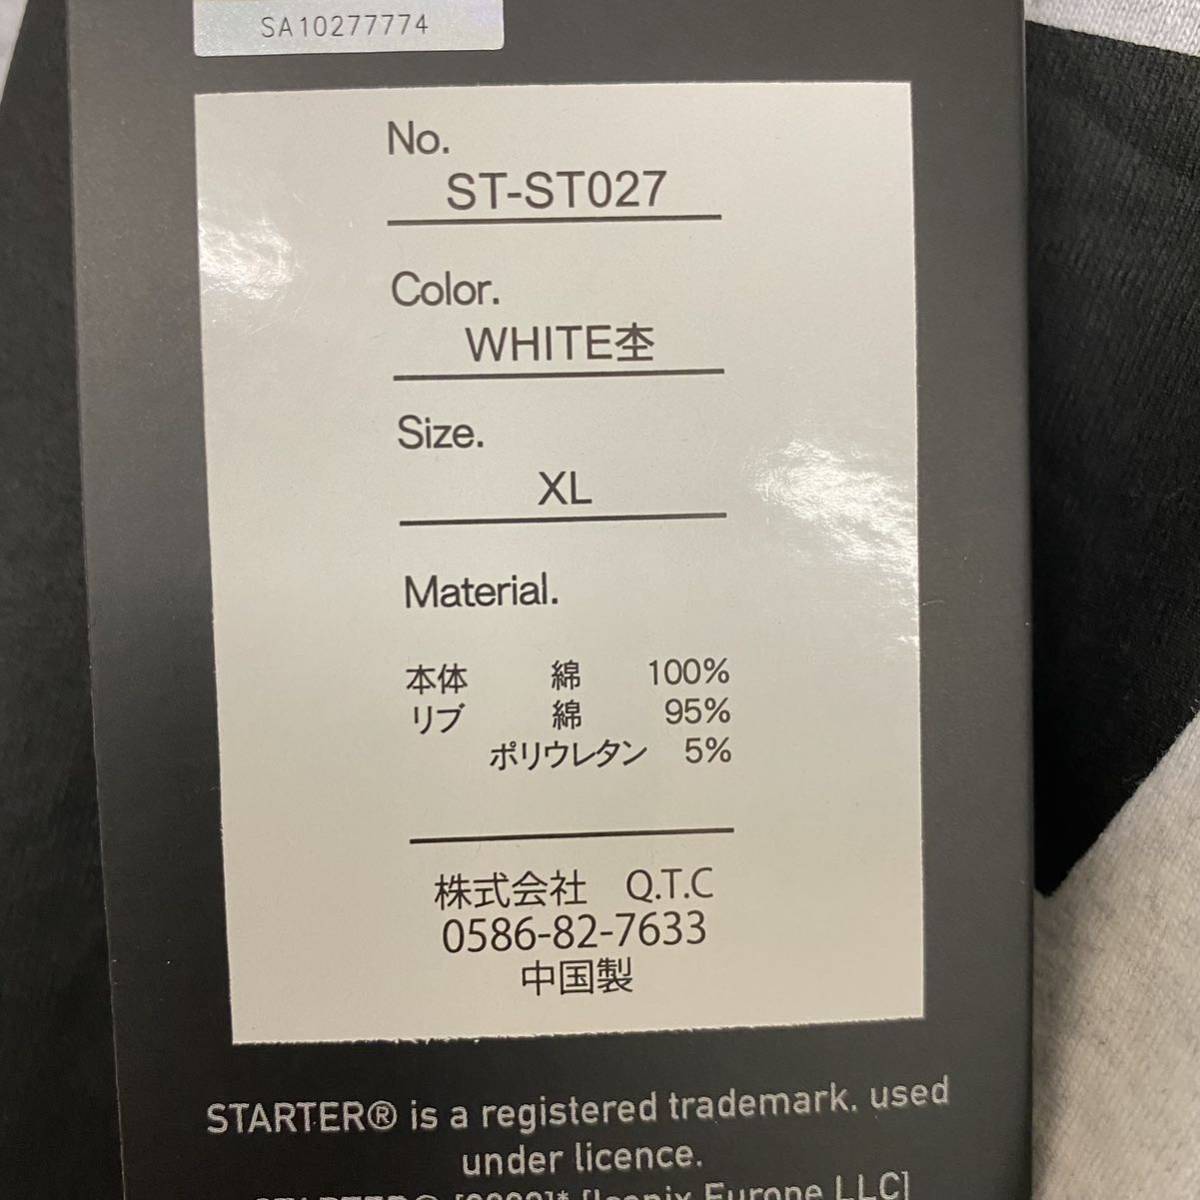 SA10277774
No.
ST-ST027
Color.
WHITE杢
Size.
XL
Material.
本体 綿 100%
リブ 綿 95%
ポリウレタン 5%
株式会社 Q.T.C
0586-82-7633
中国製
STARTER® is a registered trademark. used
under licence.
Europe LLC]